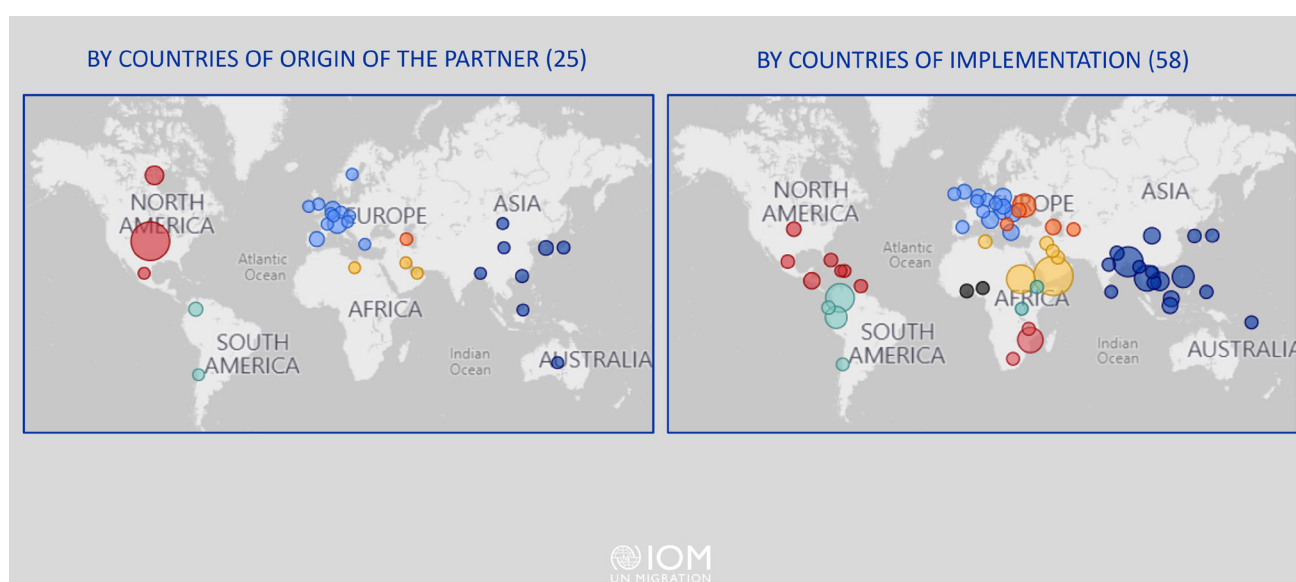 BY COUNTRIES OF ORIGIN OF THE PARTNER (25)
NORTH
AMERICA
EUROPE
ASIA
Atlantic
Ocean
AFRICA
SOUTH
AMERICA
Indian
Ocean
AUSTRALIA
BY COUNTRIES OF IMPLEMENTATION (58)
NORTH
AMERICA
OPE
ASIA
Atlantic
Ocean
AFRICA
SOUTH
AMERICA
Indian
Ocean
AUSTRALIA
IOM
UN MIGRATION